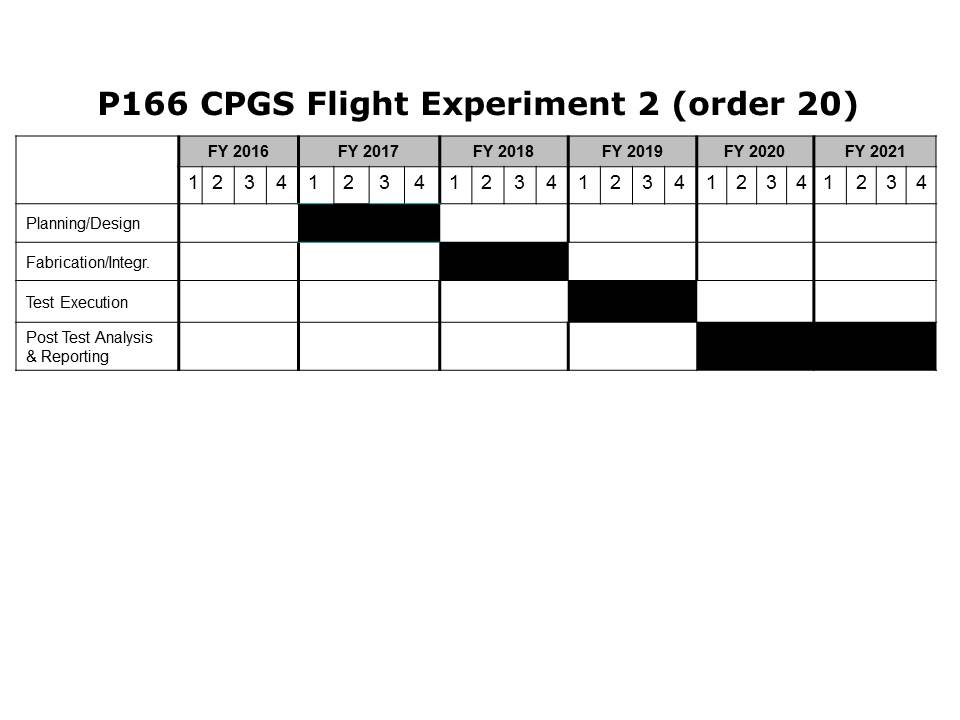 P166 CPGS Flight Experiment 2 (order 20)
FY 2016 FY 2017 FY 2018 FY 2019 FY 2020 FY 2021
1 2 3 4 1 2 3 4 1 2 3 4 1 2 3 4 1 2 3 4 1 2 3 4
Planning/Design
Fabrication/Integr.
Test Execution
Post Test Analysis
& Reporting